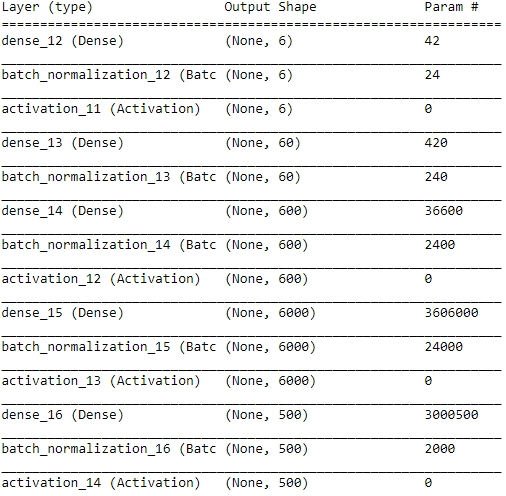 Layer (type) Output Shape Param #
=================================================================
dense_12 (Dense) (None, 6) 42
_________________________________________________________________
batch_normalization_12 (Batc (None, 6) 24
_________________________________________________________________
activation_11 (Activation) (None, 6) 0
_________________________________________________________________
dense_13 (Dense) (None, 60) 420
_________________________________________________________________
batch_normalization_13 (Batc (None, 60) 240
_________________________________________________________________
dense_14 (Dense) (None, 600) 36600
_________________________________________________________________
batch_normalization_14 (Batc (None, 600) 2400
_________________________________________________________________
activation_12 (Activation) (None, 600) 0
_________________________________________________________________
dense_15 (Dense) (None, 6000) 3606000
_________________________________________________________________
batch_normalization_15 (Batc (None, 6000) 24000
_________________________________________________________________
activation_13 (Activation) (None, 6000) 0
_________________________________________________________________
dense_16 (Dense) (None, 500) 3000500
_________________________________________________________________
batch_normalization_16 (Batc (None, 500) 2000
_________________________________________________________________
activation_14 (Activation) (None, 500) 0